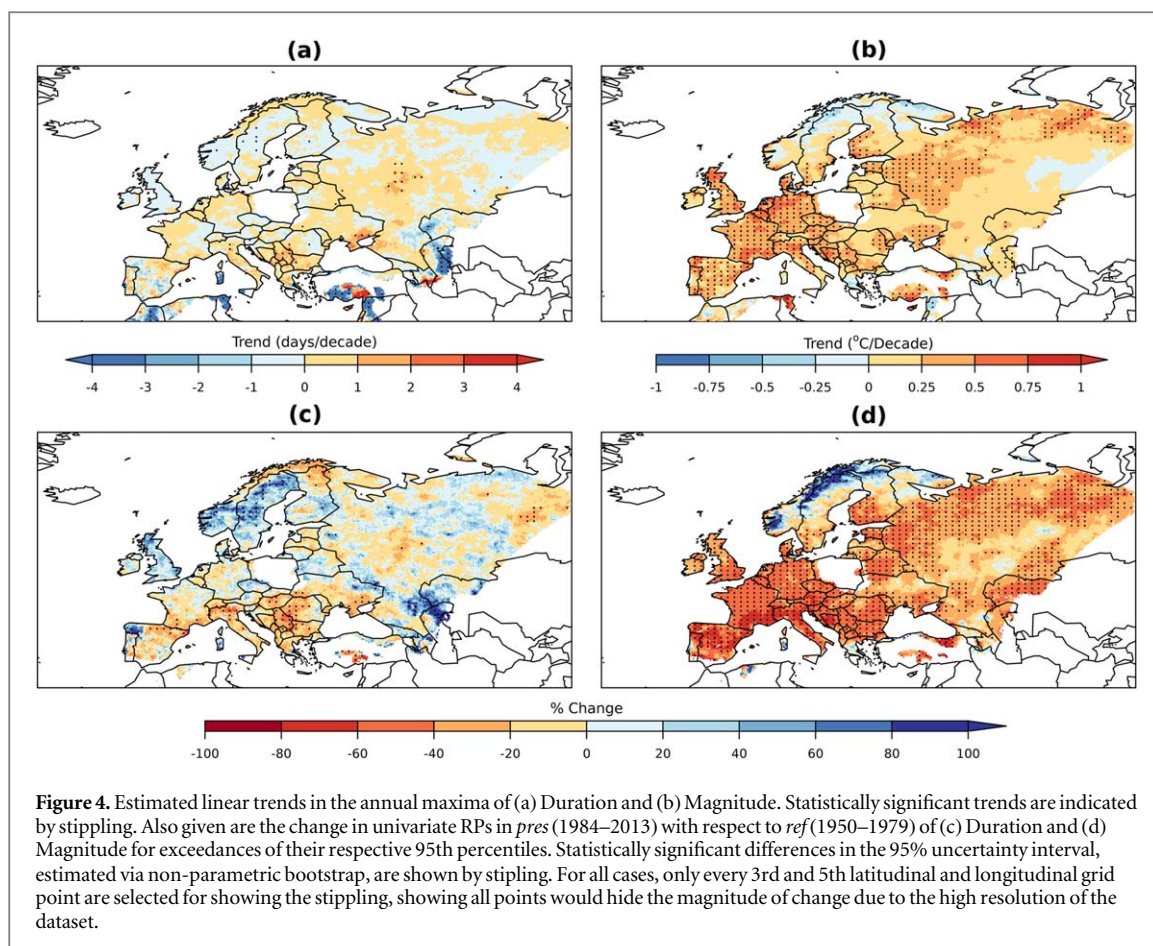 (a)
(b)
Trend (days/decade)
-4 -3 -2 -1 0 1 2 3 4
Trend (°C/Decade)
-1 -0.75 -0.5 -0.25 0 0.25 0.5 0.75 1
(c)
(d)
% Change
-100 -80 -60 -40 -20 0 20 40 60 80 100
Figure 4. Estimated linear trends in the annual maxima of (a) Duration and (b) Magnitude. Statistically significant trends are indicated
by stippling. Also given are the change in univariate RPs in pres (1984–2013) with respect to ref (1950–1979) of (c) Duration and (d)
Magnitude for exceedances of their respective 95th percentiles. Statistically significant differences in the 95% uncertainty interval,
estimated via non-parametric bootstrap, are shown by stipling. For all cases, only every 3rd and 5th latitudinal and longitudinal grid
point are selected for showing the stippling, showing all points would hide the magnitude of change due to the high resolution of the
dataset.